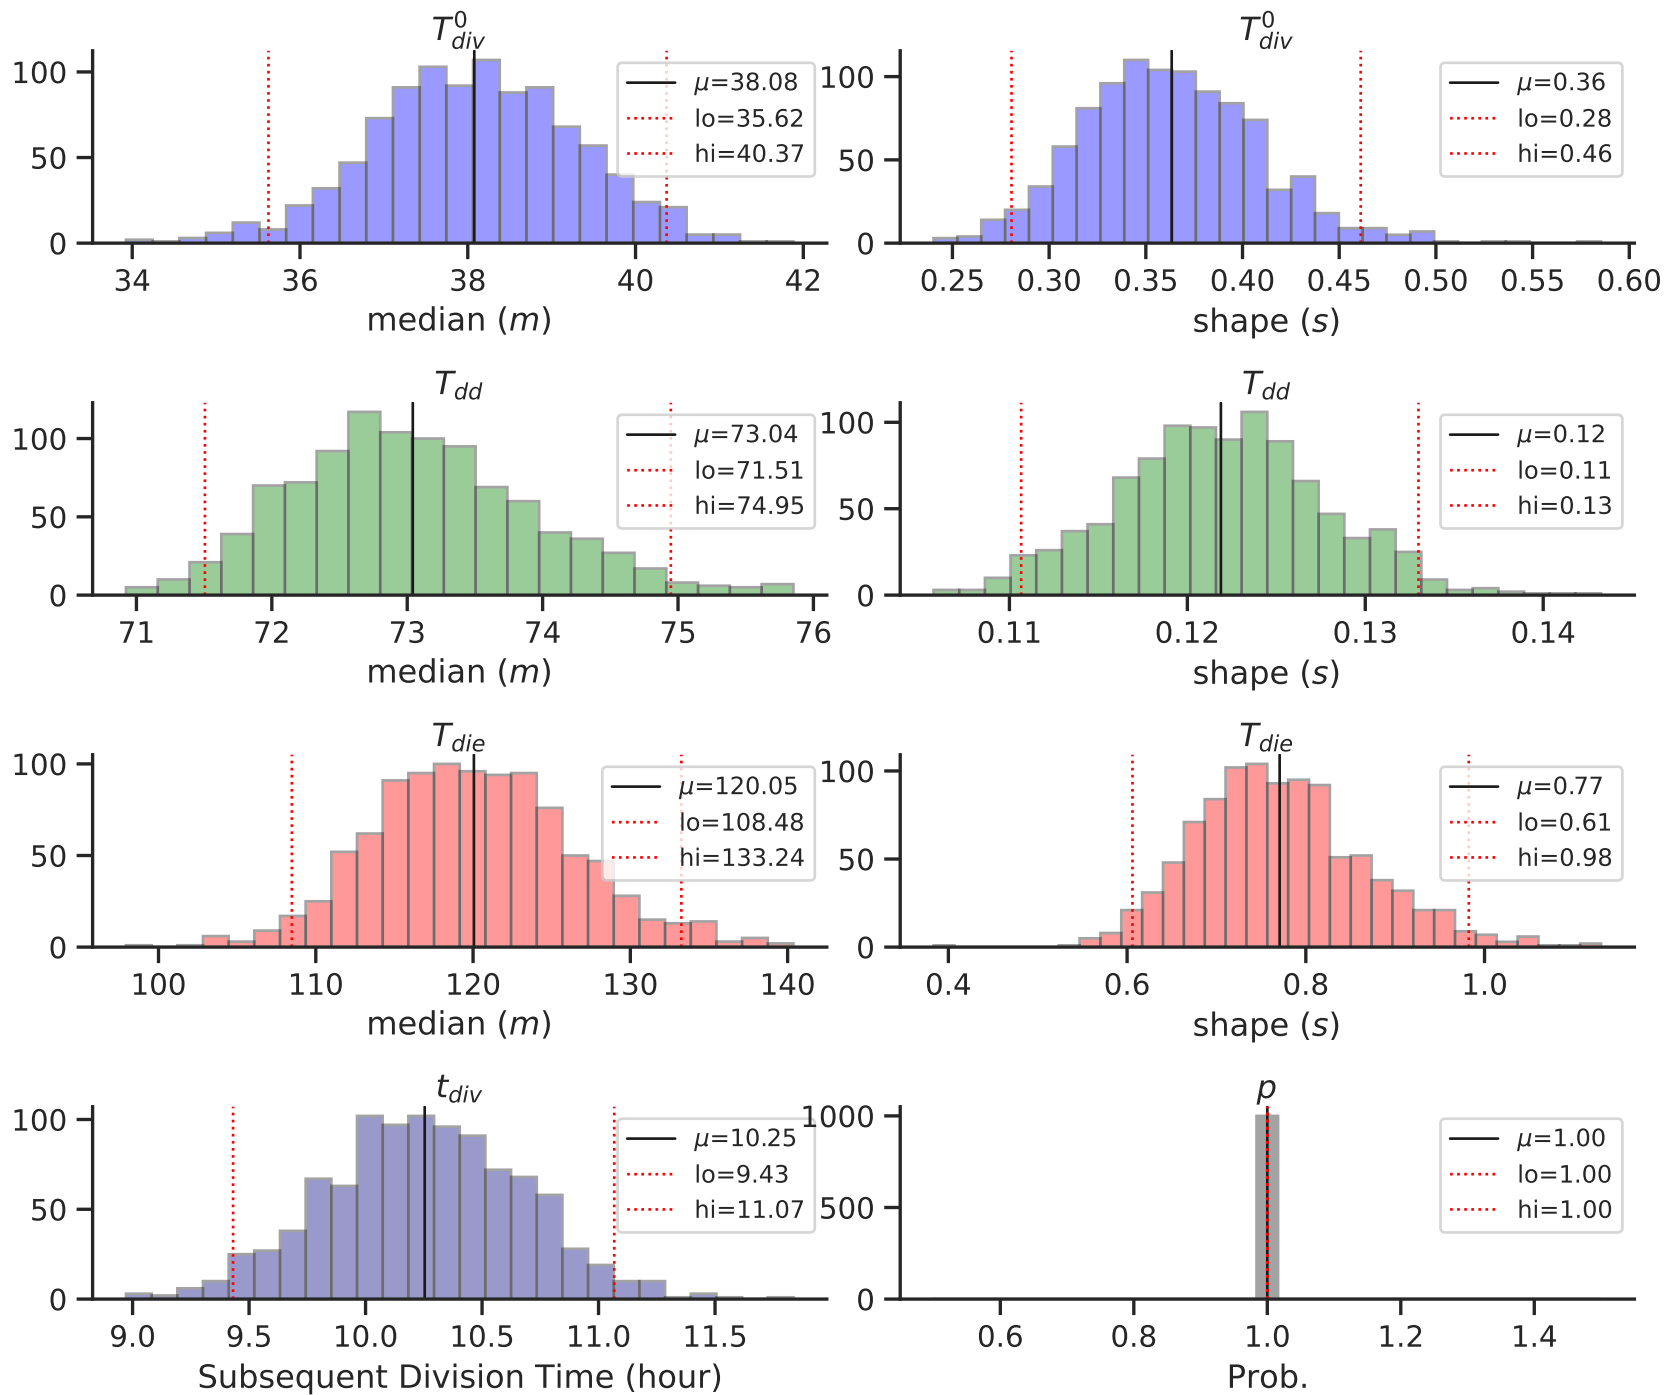 T⁰_div
100
50
0
μ=38.08
lo=35.62
hi=40.37
34 36 38 40 42
median (m)
T⁰_div
100
50
0
μ=0.36
lo=0.28
hi=0.46
0.25 0.30 0.35 0.40 0.45 0.50 0.55 0.60
shape (s)
T_dd
100
50
0
μ=73.04
lo=71.51
hi=74.95
71 72 73 74 75 76
median (m)
T_dd
100
50
0
μ=0.12
lo=0.11
hi=0.13
0.11 0.12 0.13 0.14
shape (s)
T_die
100
50
0
μ=120.05
lo=108.48
hi=133.24
100 110 120 130 140
median (m)
T_die
100
50
0
μ=0.77
lo=0.61
hi=0.98
0.4 0.6 0.8 1.0
shape (s)
t_div
100
50
0
μ=10.25
lo=9.43
hi=11.07
9.0 9.5 10.0 10.5 11.0 11.5
Subsequent Division Time (hour)
p
1000
500
0
μ=1.00
lo=1.00
hi=1.00
0.6 0.8 1.0 1.2 1.4
Prob.